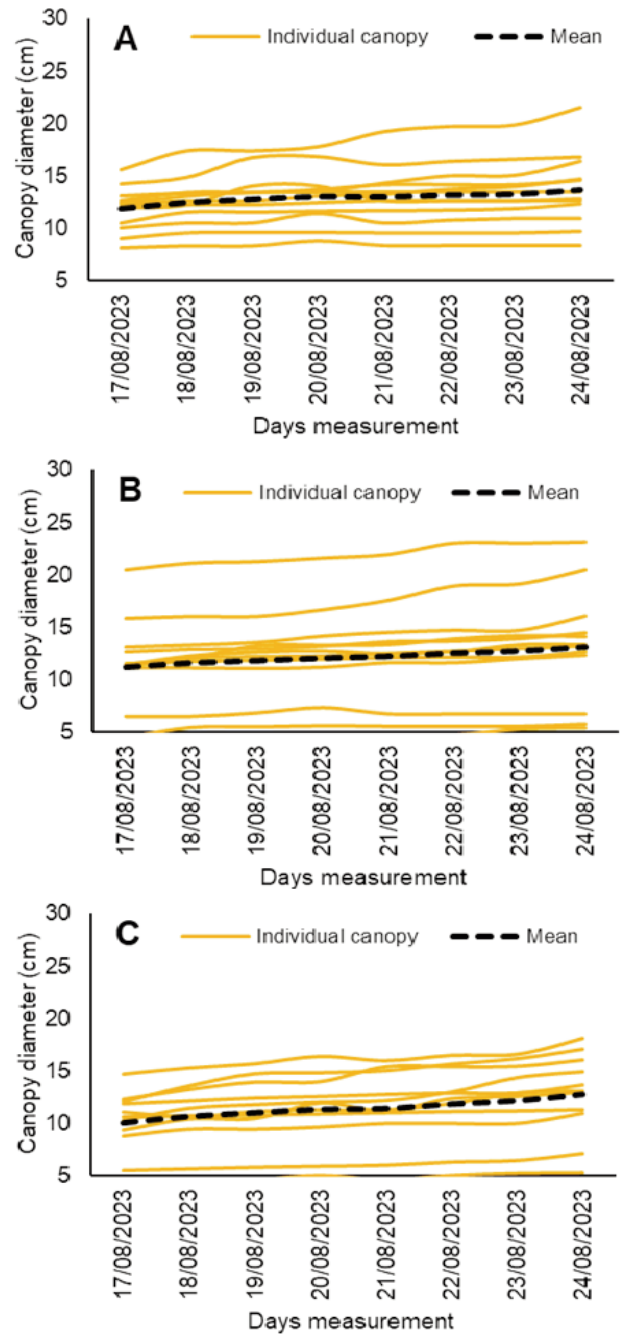 A
Individual canopy
Mean
30
25
20
15
10
5
Canopy diameter (cm)
17/08/2023
18/08/2023
19/08/2023
20/08/2023
21/08/2023
22/08/2023
23/08/2023
24/08/2023
Days measurement
B
Individual canopy
Mean
30
25
20
15
10
5
Canopy diameter (cm)
17/08/2023
18/08/2023
19/08/2023
20/08/2023
21/08/2023
22/08/2023
23/08/2023
24/08/2023
Days measurement
C
Individual canopy
Mean
30
25
20
15
10
5
Canopy diameter (cm)
17/08/2023
18/08/2023
19/08/2023
20/08/2023
21/08/2023
22/08/2023
23/08/2023
24/08/2023
Days measurement